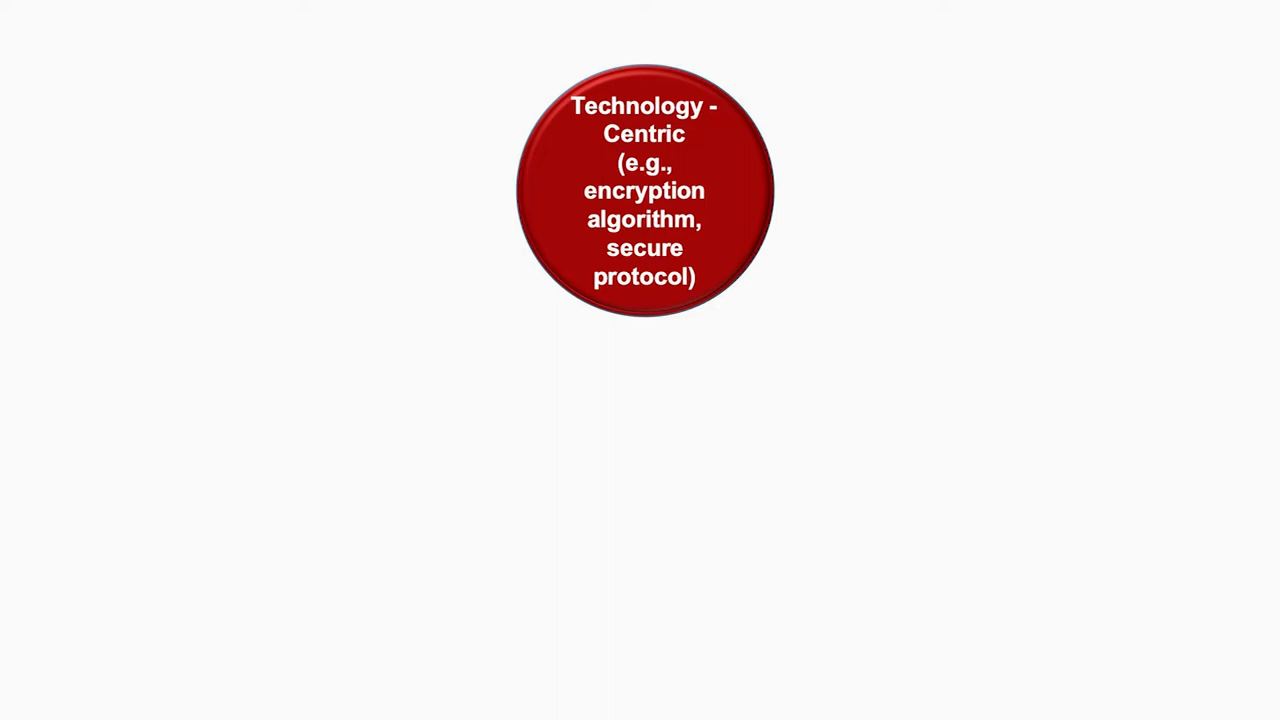 Technology -
Centric
(e.g.,
encryption
algorithm,
secure
protocol)